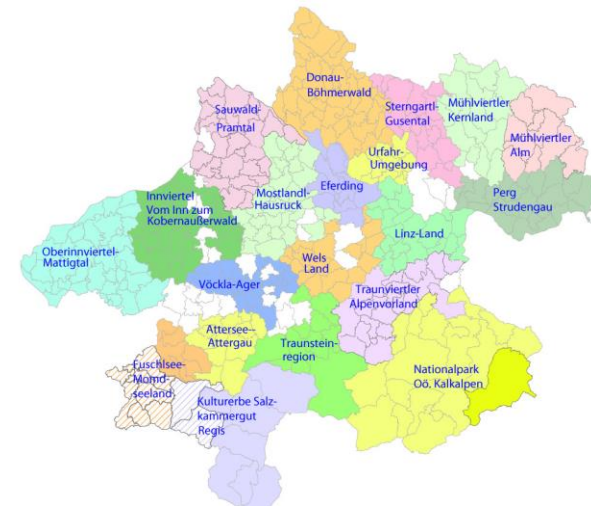 Donau-
Böhmerwald
Sauwald-
Pramtal
Sterngartl-
Gusental
Mühlviertler
Kernland
Mühlviertler
Alm
Urfahr-
Umgebung
Eferding
Mostlandl-
Hausruck
Innviertel
Vom Inn zum
Kobernaußerwald
Perg
Strudengau
Linz-Land
Oberinnviertel-
Mattigtal
Wels
Land
Vöckla-Ager
Traunviertler
Alpenvorland
Attersee-
Attergau
Traunstein-
region
Fuschlsee-
Momd-
seeland
Nationalpark
Oö. Kalkalpen
Kulturerbe Salz-
kammergut
Regis